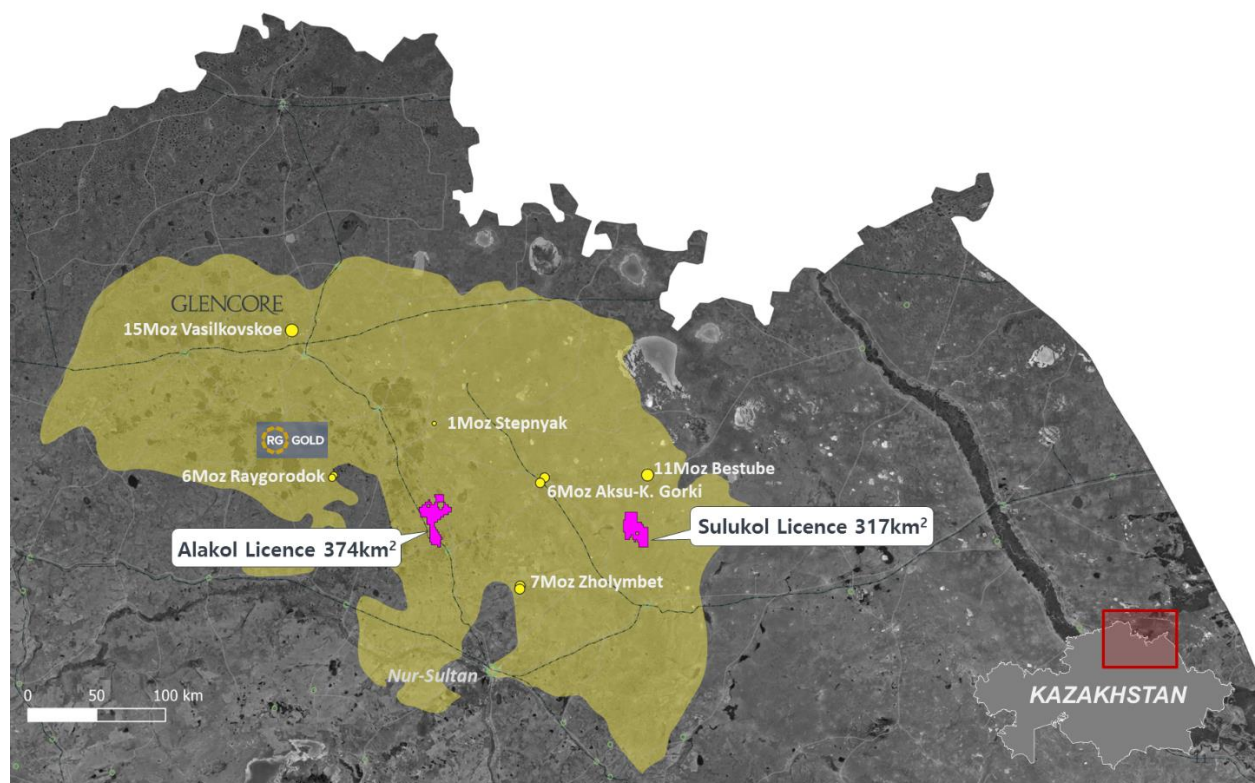 GLENCORE
15Moz Vasilkovskoe
1Moz Stepnyak
RG GOLD
6Moz Raygorodok
11Moz Bestube
6Moz Aksu-K. Gorki
Alakol Licence 374km²
Sulukol Licence 317km²
7Moz Zholymbet
Nur-Sultan
0 50 100 km
KAZAKHSTAN